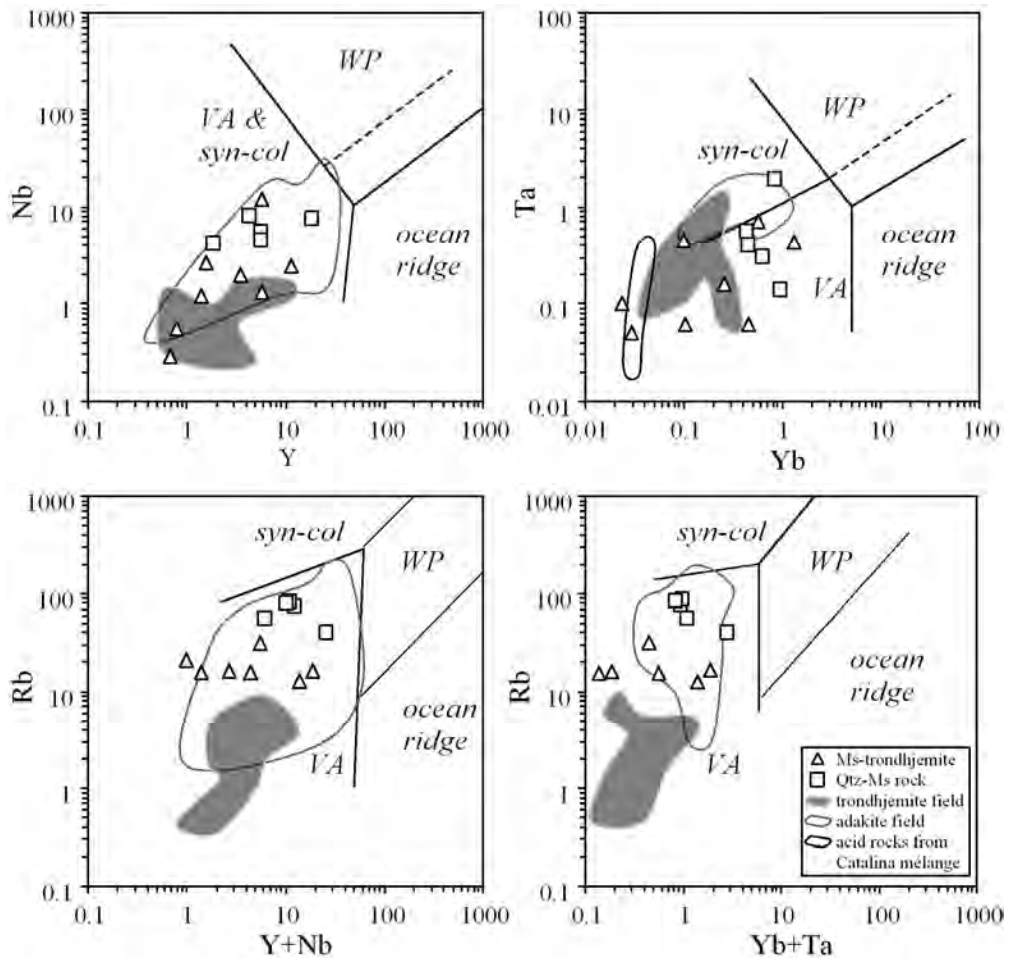 1000
100
10
1
0.1
Nb
WP
VA &
syn-col
ocean
ridge
0.1
1
10
100
1000
Y
100
10
1
0.1
0.01
Ta
WP
syn-col
ocean
ridge
VA
0.01
0.1
1
10
100
Yb
1000
100
10
1
0.1
Rb
syn-col
WP
ocean
ridge
VA
0.1
1
10
100
1000
Y+Nb
1000
100
10
1
0.1
Rb
syn-col
WP
ocean
ridge
VA
Ms-trondhjemite
Qtz-Ms rock
trondhjemite field
adakite field
acid rocks from
Catalina mélange
0.1
1
10
100
1000
Yb+Ta